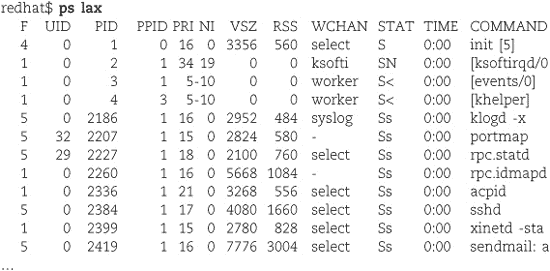 redhat$ ps lax
F UID PID PPID PRI NI VSZ RSS WCHAN STAT TIME COMMAND
4 0 1 0 16 0 3356 560 select S 0:00 init [5]
1 0 2 1 34 19 0 0 ksofti SN 0:00 [ksoftirqd/0
1 0 3 1 5-10 0 0 worker S< 0:00 [events/0]
1 0 4 3 5-10 0 0 worker S< 0:00 [khelper]
5 0 2186 1 16 0 2952 484 syslog Ss 0:00 klogd -x
5 32 2207 1 15 0 2824 580 - Ss 0:00 portmap
5 29 2227 1 18 0 2100 760 select Ss 0:00 rpc.statd
1 0 2260 1 16 0 5668 1084 - Ss 0:00 rpc.idmapd
1 0 2336 1 21 0 3268 556 select Ss 0:00 acpid
5 0 2384 1 17 0 4080 1660 select Ss 0:00 sshd
1 0 2399 1 15 0 2780 828 select Ss 0:00 xinetd -sta
5 0 2419 1 16 0 7776 3004 select Ss 0:00 sendmail: a
...